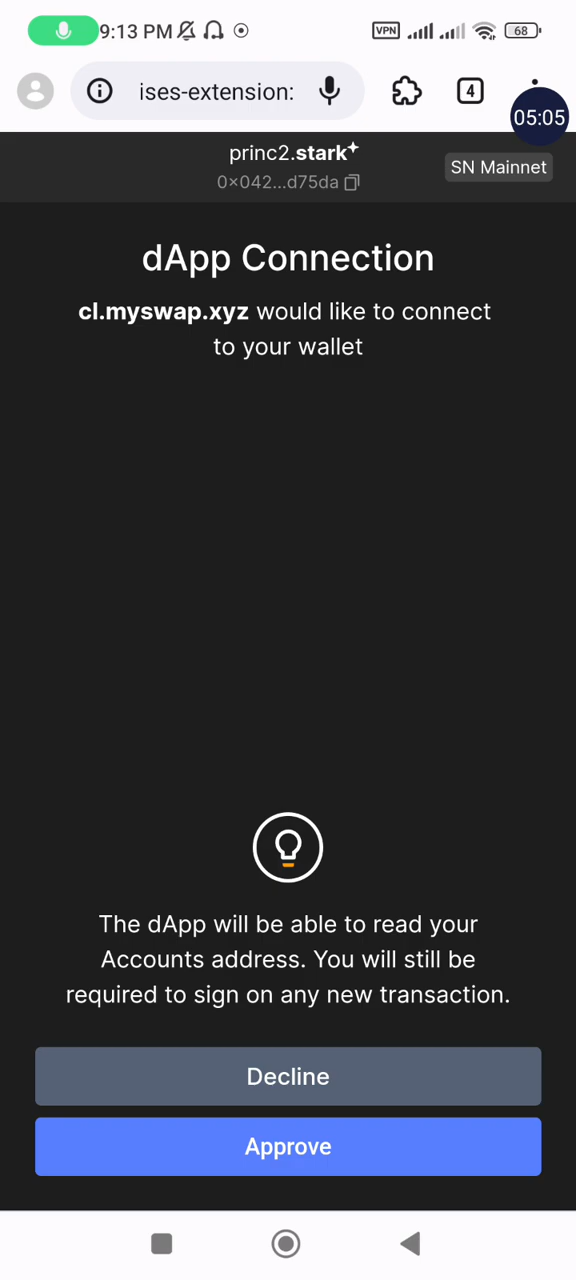 9:13 PM
VPN
68
ises-extension:
4
05:05
princ2.stark
0×042...d75da
SN Mainnet
dApp Connection
cl.myswap.xyz would like to connect
to your wallet
The dApp will be able to read your
Accounts address. You will still be
required to sign on any new transaction.
Decline
Approve